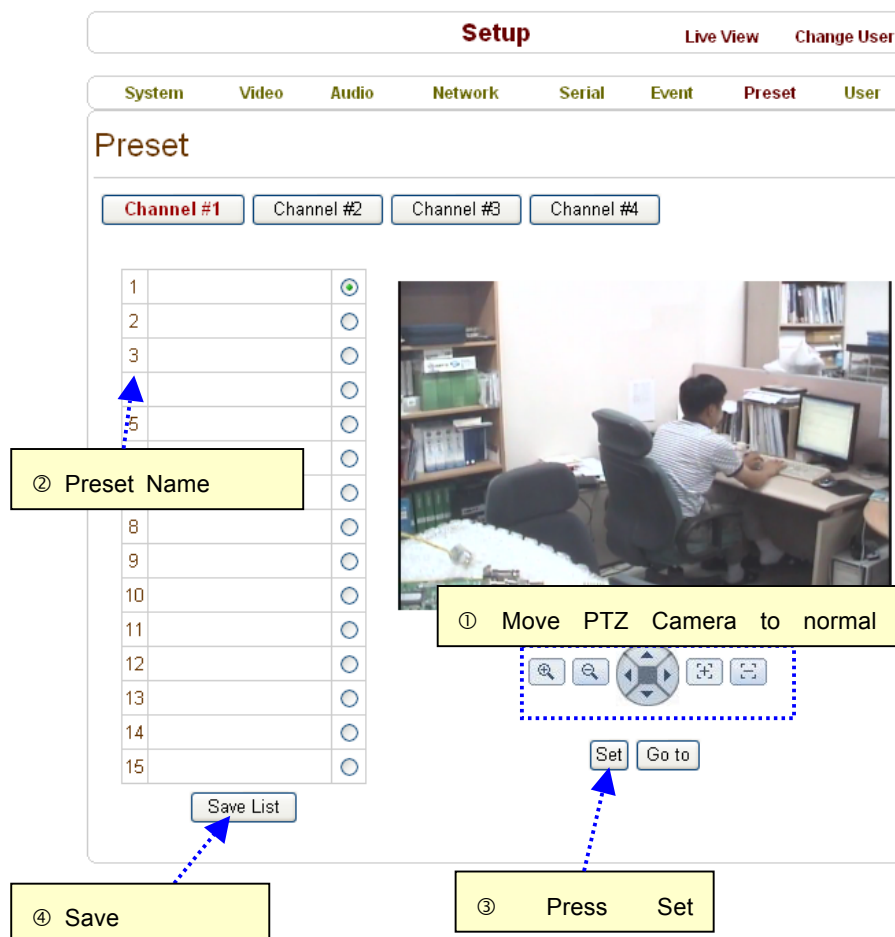 Setup Live View Change User
System Video Audio Network Serial Event Preset User
Preset
Channel #1 Channel #2 Channel #3 Channel #4
1
2
3
5
② Preset Name
8
9
10
11
12
13
14
15
① Move PTZ Camera to normal
Set Go to
Save List
④ Save
③ Press Set